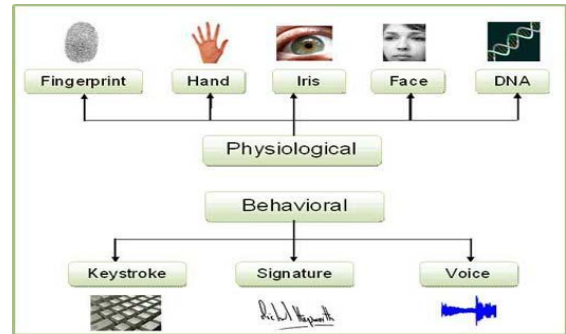 Fingerprint
Hand
Iris
Face
DNA
Physiological
Behavioral
Keystroke
Signature
Voice